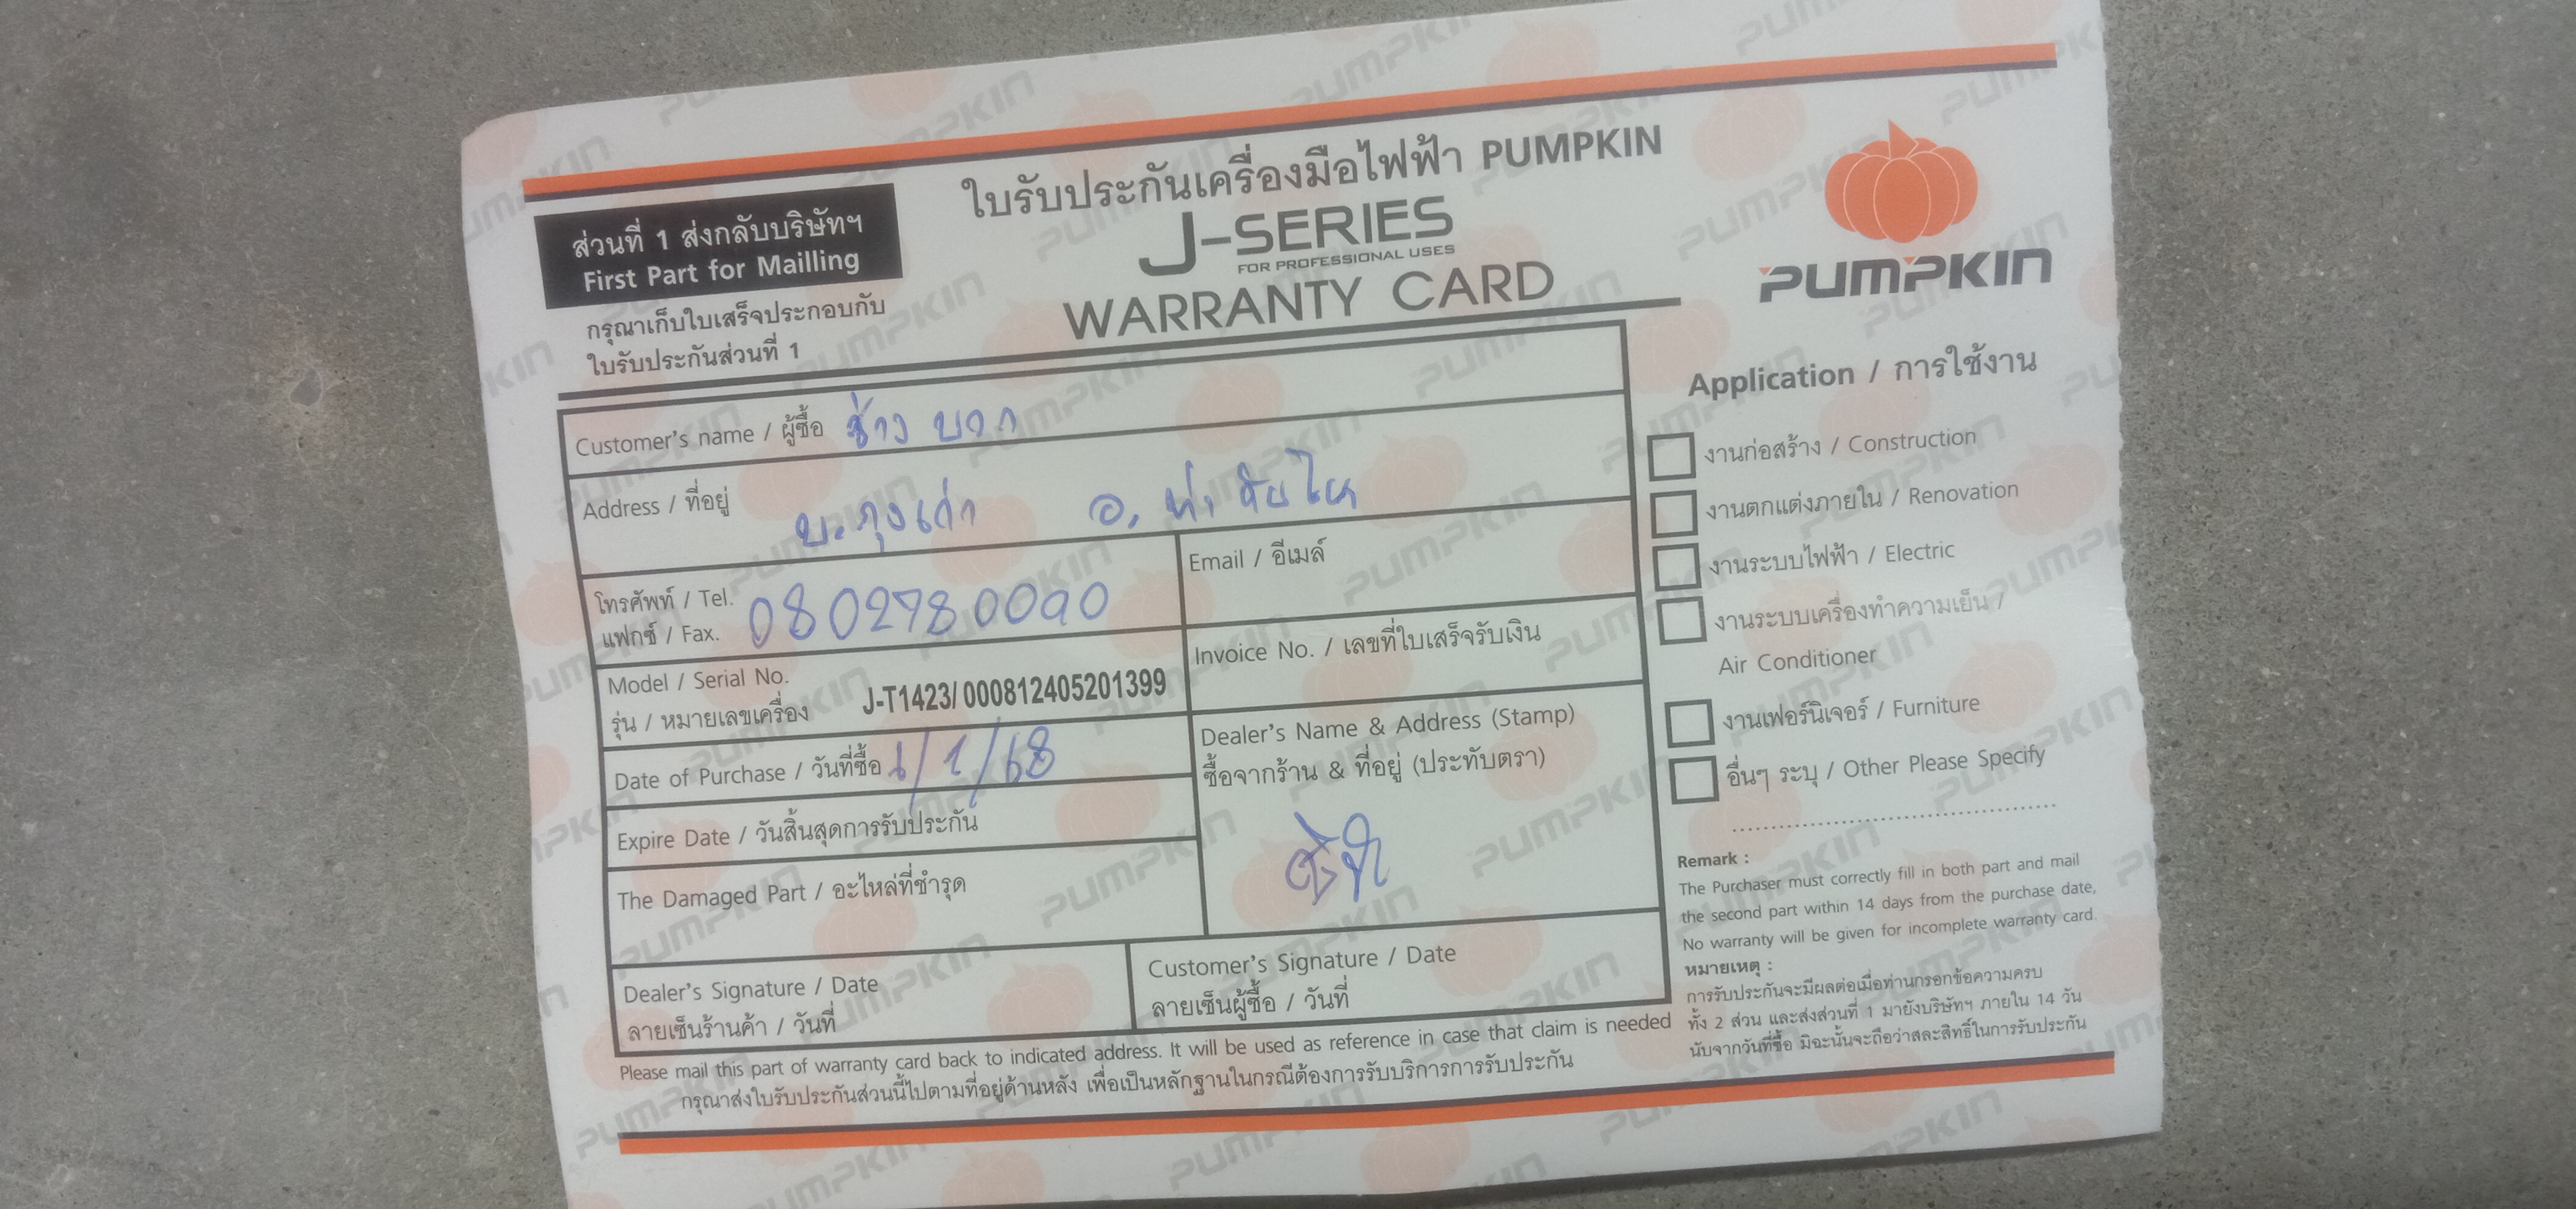 ใบรับประกันเครื่องมือไฟฟ้า PUMPKIN
J-SERIES
FOR PROFESSIONAL USES
WARRANTY CARD
PUMPKIN
ส่วนที่ 1 ส่งกลับบริษัทฯ
First Part for Mailling
กรุณาเก็บใบเสร็จประกอบกับ
ใบรับประกันส่วนที่ 1
Customer's name / ผู้ซื้อ ช่าง บวก
Address / ที่อยู่
บ. กุงเก่า อ. ท่า คันโท
โทรศัพท์ / Tel. 0802780090
แฟกซ์ / Fax.
Email / อีเมล์
Model / Serial No. J-T1423/000812405201399
รุ่น / หมายเลขเครื่อง
Invoice No. / เลขที่ใบเสร็จรับเงิน
Date of Purchase / วันที่ซื้อ 1/1/68
Expire Date / วันสิ้นสุดการรับประกัน
The Damaged Part / อะไหล่ที่ชำรุด
Dealer's Name & Address (Stamp)
ซื้อจากร้าน & ที่อยู่ (ประทับตรา)
Dealer's Signature / Date
ลายเซ็นร้านค้า / วันที่
Customer's Signature / Date
ลายเซ็นผู้ซื้อ / วันที่
Please mail this part of warranty card back to indicated address. It will be used as reference in case that claim is needed
กรุณาส่งใบรับประกันส่วนนี้ไปตามที่อยู่ด้านหลัง เพื่อเป็นหลักฐานในกรณีต้องการรับบริการการรับประกัน
Application / การใช้งาน
งานก่อสร้าง / Construction
งานตกแต่งภายใน / Renovation
งานระบบไฟฟ้า / Electric
งานระบบเครื่องทำความเย็น /
Air Conditioner
งานเฟอร์นิเจอร์ / Furniture
อื่นๆ ระบุ / Other Please Specify
Remark :
The Purchaser must correctly fill in both part and mail
the second part within 14 days from the purchase date,
No warranty will be given for incomplete warranty card.
หมายเหตุ :
การรับประกันจะมีผลต่อเมื่อท่านกรอกข้อความครบ
ทั้ง 2 ส่วน และส่งส่วนที่ 1 มายังบริษัทฯ ภายใน 14 วัน
นับจากวันที่ซื้อ มิฉะนั้นจะถือว่าสละสิทธิ์ในการรับประกัน